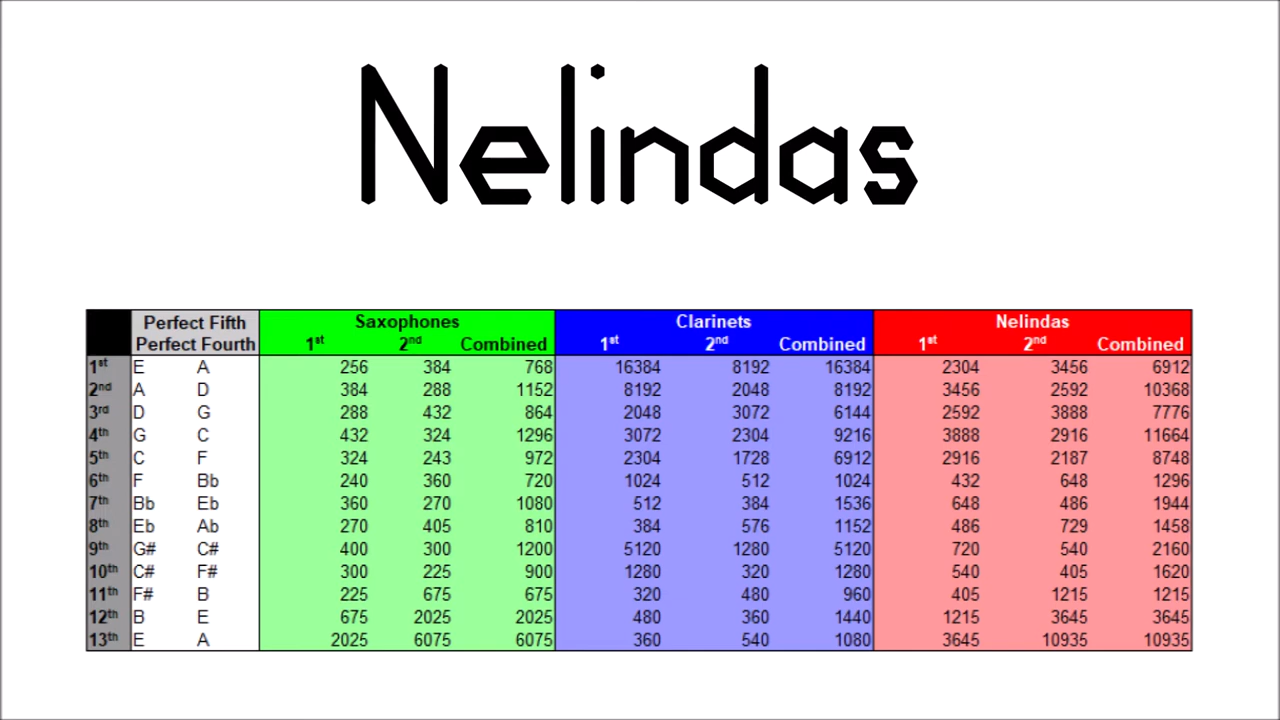 Nelindas
Perfect Fifth Saxophones Clarinets Nelindas
Perfect Fourth 1st 2nd Combined 1st 2nd Combined 1st 2nd Combined
1st E A 256 384 768 16384 8192 16384 2304 3456 6912
2nd A D 384 288 1152 8192 2048 8192 3456 2592 10368
3rd D G 288 432 864 2048 3072 6144 2592 3888 7776
4th G C 432 324 1296 3072 2304 9216 3888 2916 11664
5th C F 324 243 972 2304 1728 6912 2916 2187 8748
6th F Bb 240 360 720 1024 512 1024 432 648 1296
7th Bb Eb 360 270 1080 512 384 1536 648 486 1944
8th Eb Ab 270 405 810 384 576 1152 486 729 1458
9th G# C# 400 300 1200 5120 1280 5120 720 540 2160
10th C# F# 300 225 900 1280 320 1280 540 405 1620
11th F# B 225 675 675 320 480 960 405 1215 1215
12th B E 675 2025 2025 480 360 1440 1215 3645 3645
13th E A 2025 6075 6075 360 540 1080 3645 10935 10935